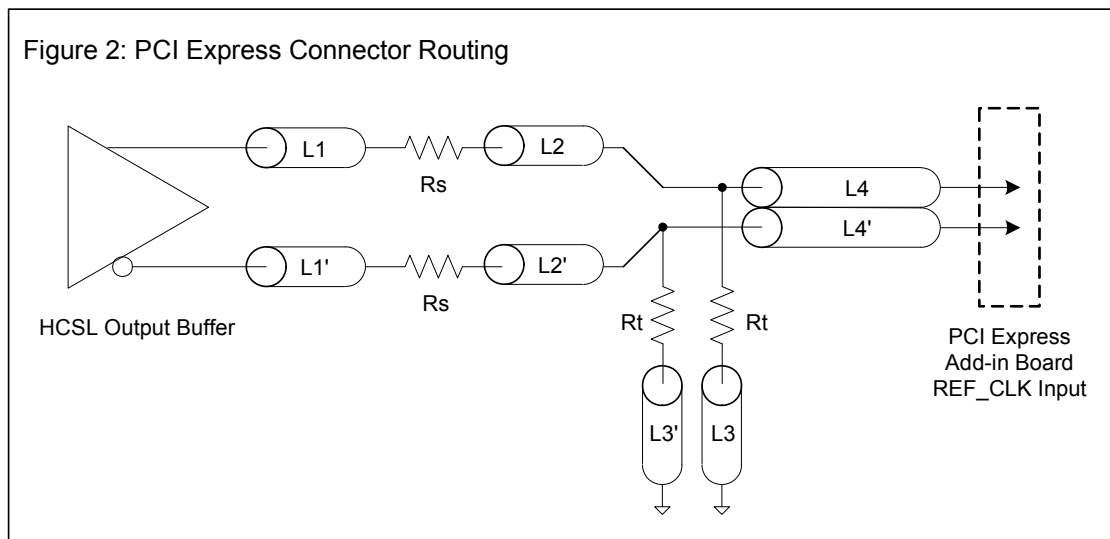 Figure 2: PCI Express Connector Routing
L1
Rs
L2
L4
L4'
L1'
Rs
L2'
HCSL Output Buffer
Rt
Rt
L3'
L3
PCI Express
Add-in Board
REF_CLK Input